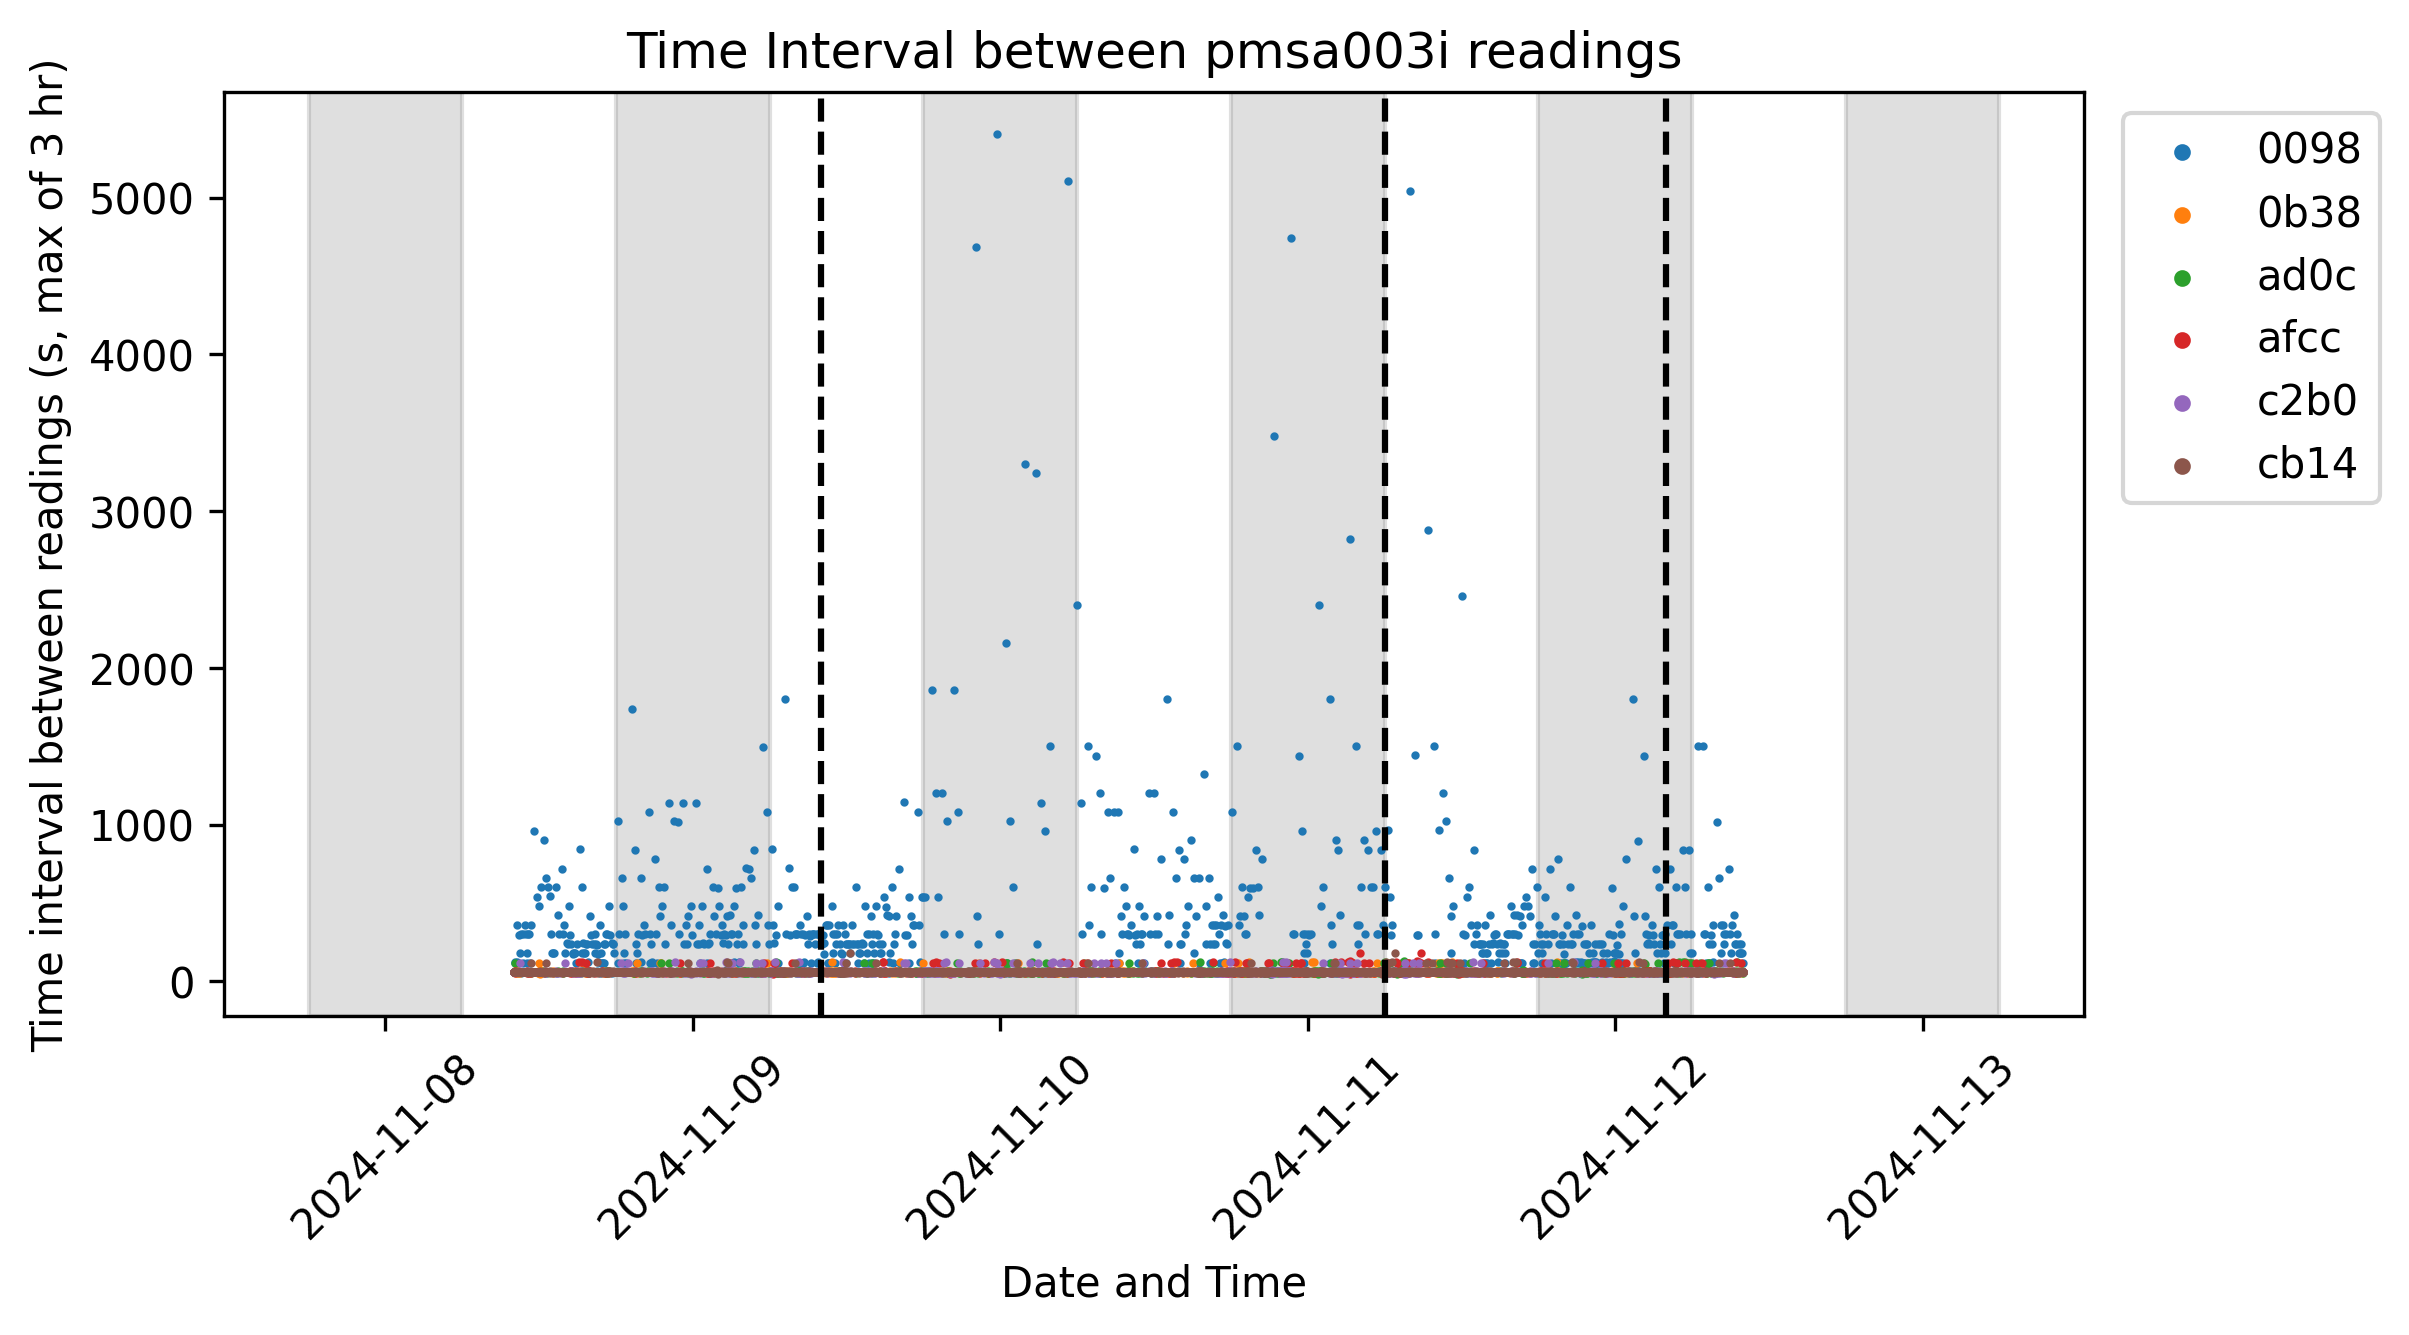 Time Interval between pmsa003i readings
Time interval between readings (s, max of 3 hr)
5000
4000
3000
2000
1000
0
2024-11-08
2024-11-09
2024-11-10
2024-11-11
2024-11-12
2024-11-13
Date and Time
0098
0b38
ad0c
afcc
c2b0
cb14